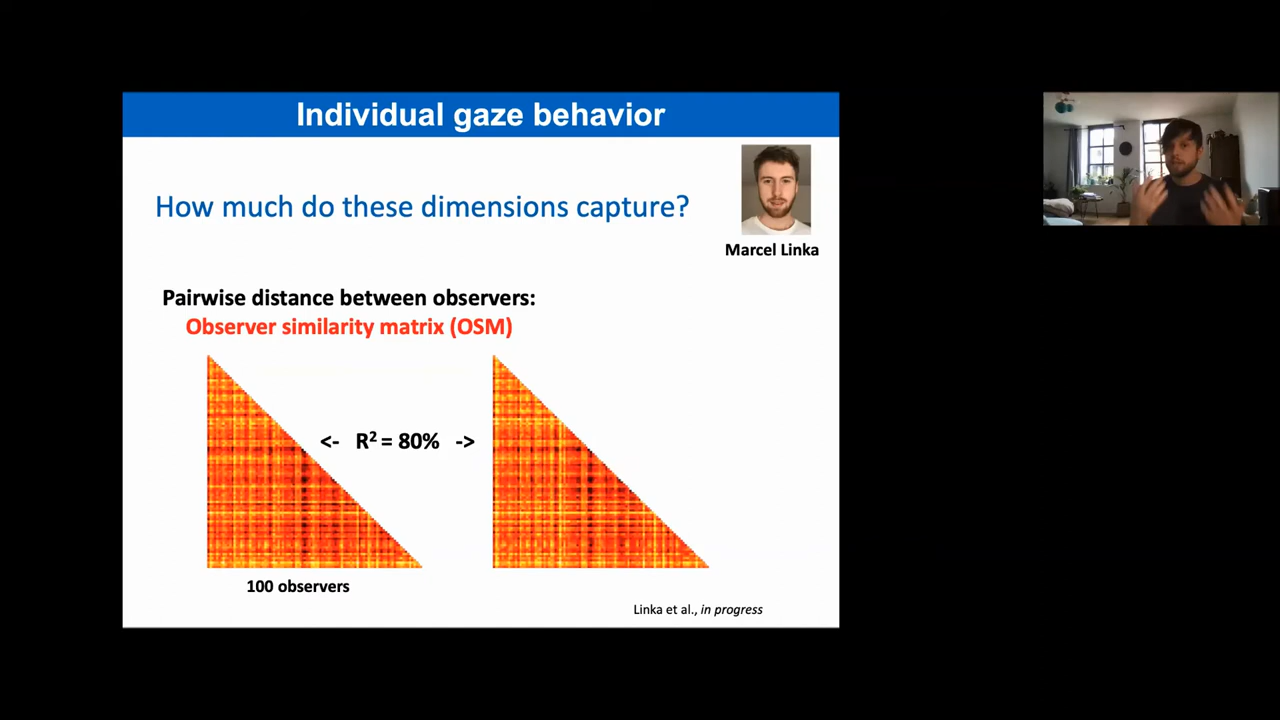 Individual gaze behavior
How much do these dimensions capture?
Marcel Linka
Pairwise distance between observers:
Observer similarity matrix (OSM)
<- R² = 80% ->
100 observers
Linka et al., in progress